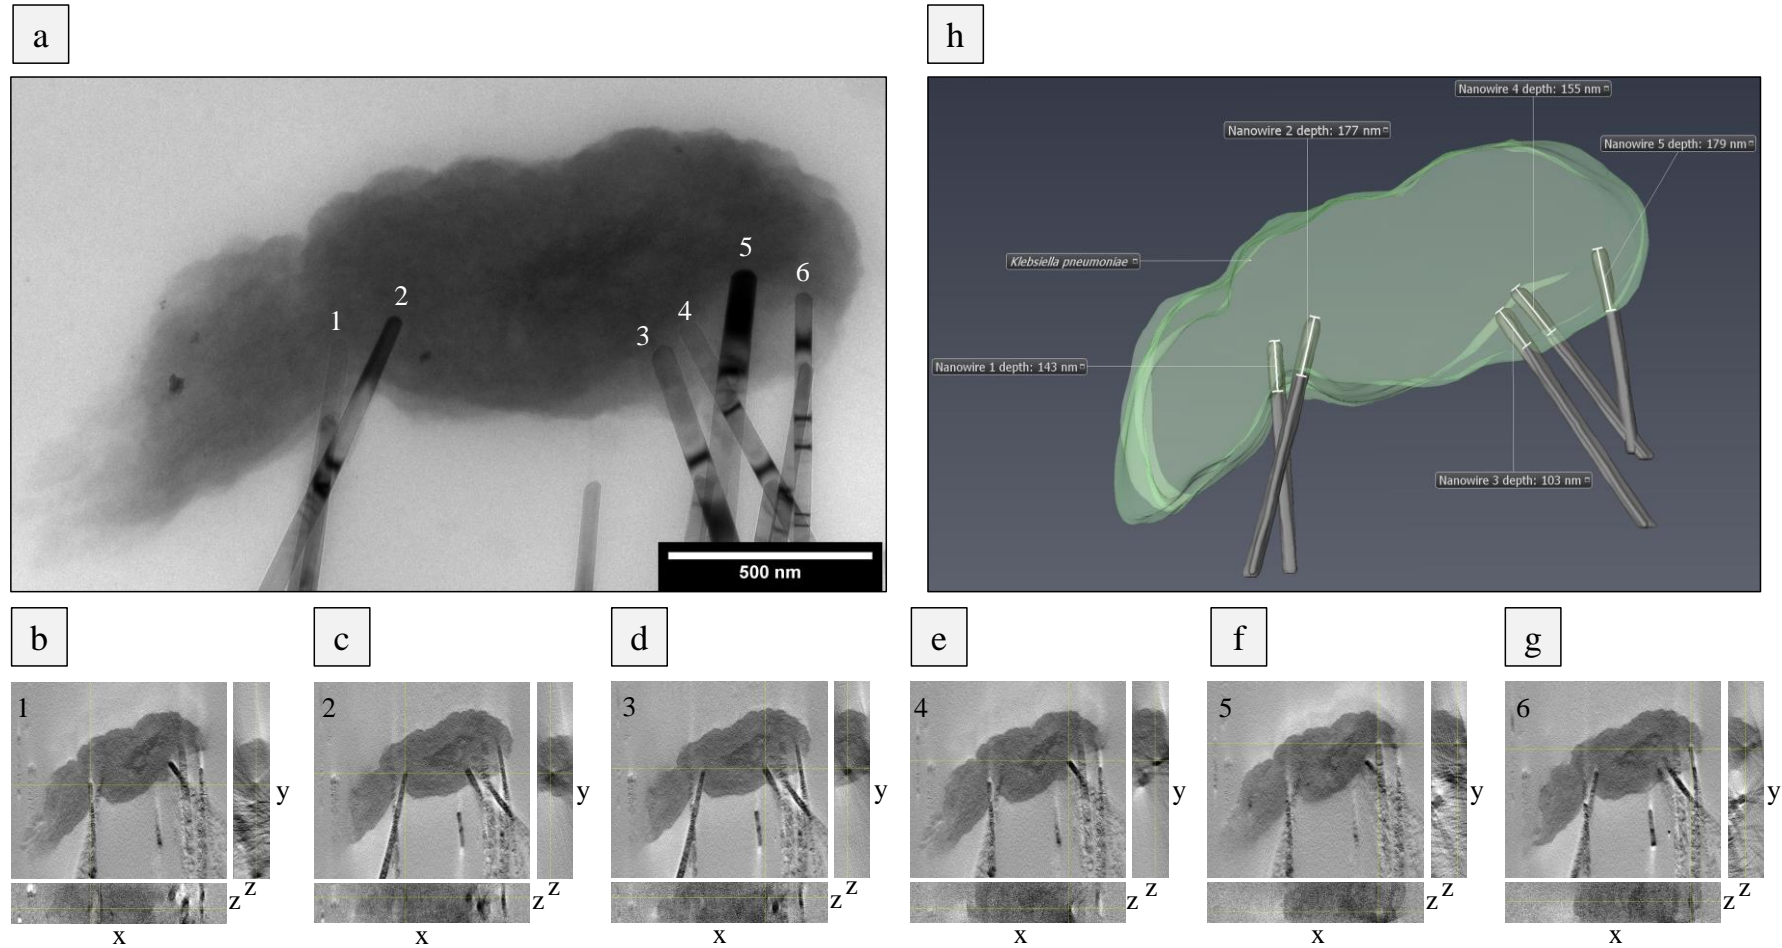 a
h
1
2
3
4
5
6
500 nm
Nanowire 4 depth: 155 nm
Nanowire 2 depth: 177 nm
Nanowire 5 depth: 179 nm
Klebsiella pneumoniae
Nanowire 1 depth: 143 nm
Nanowire 3 depth: 103 nm
b
c
d
e
f
g
1
y
z
z
x
2
y
z
z
x
3
y
z
z
x
4
y
z
z
x
5
y
z
z
x
6
y
z
z
x